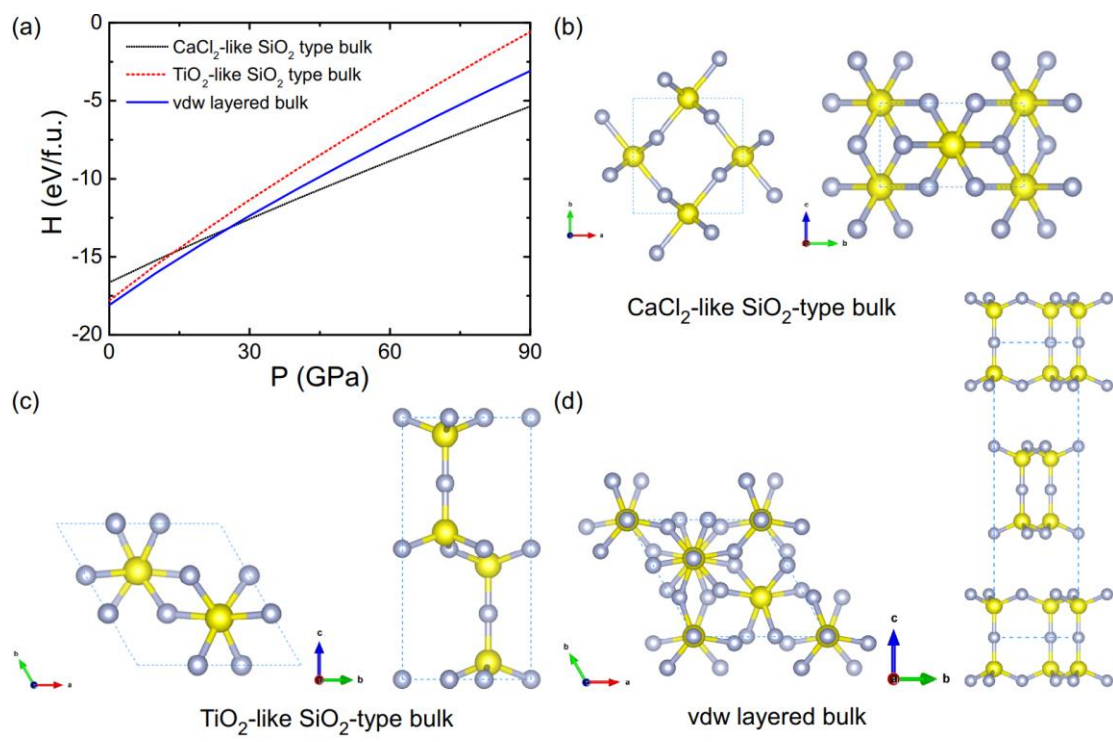 (a)
H (eV/f.u.)
0
-5
-10
-15
-20
CaCl₂-like SiO₂ type bulk
TiO₂-like SiO₂ type bulk
vdw layered bulk
0 30 60 90
P (GPa)
(b)
b
a
c
b
CaCl₂-like SiO₂-type bulk
(c)
b
a
c
b
TiO₂-like SiO₂-type bulk
(d)
b
a
c
a
b
vdw layered bulk